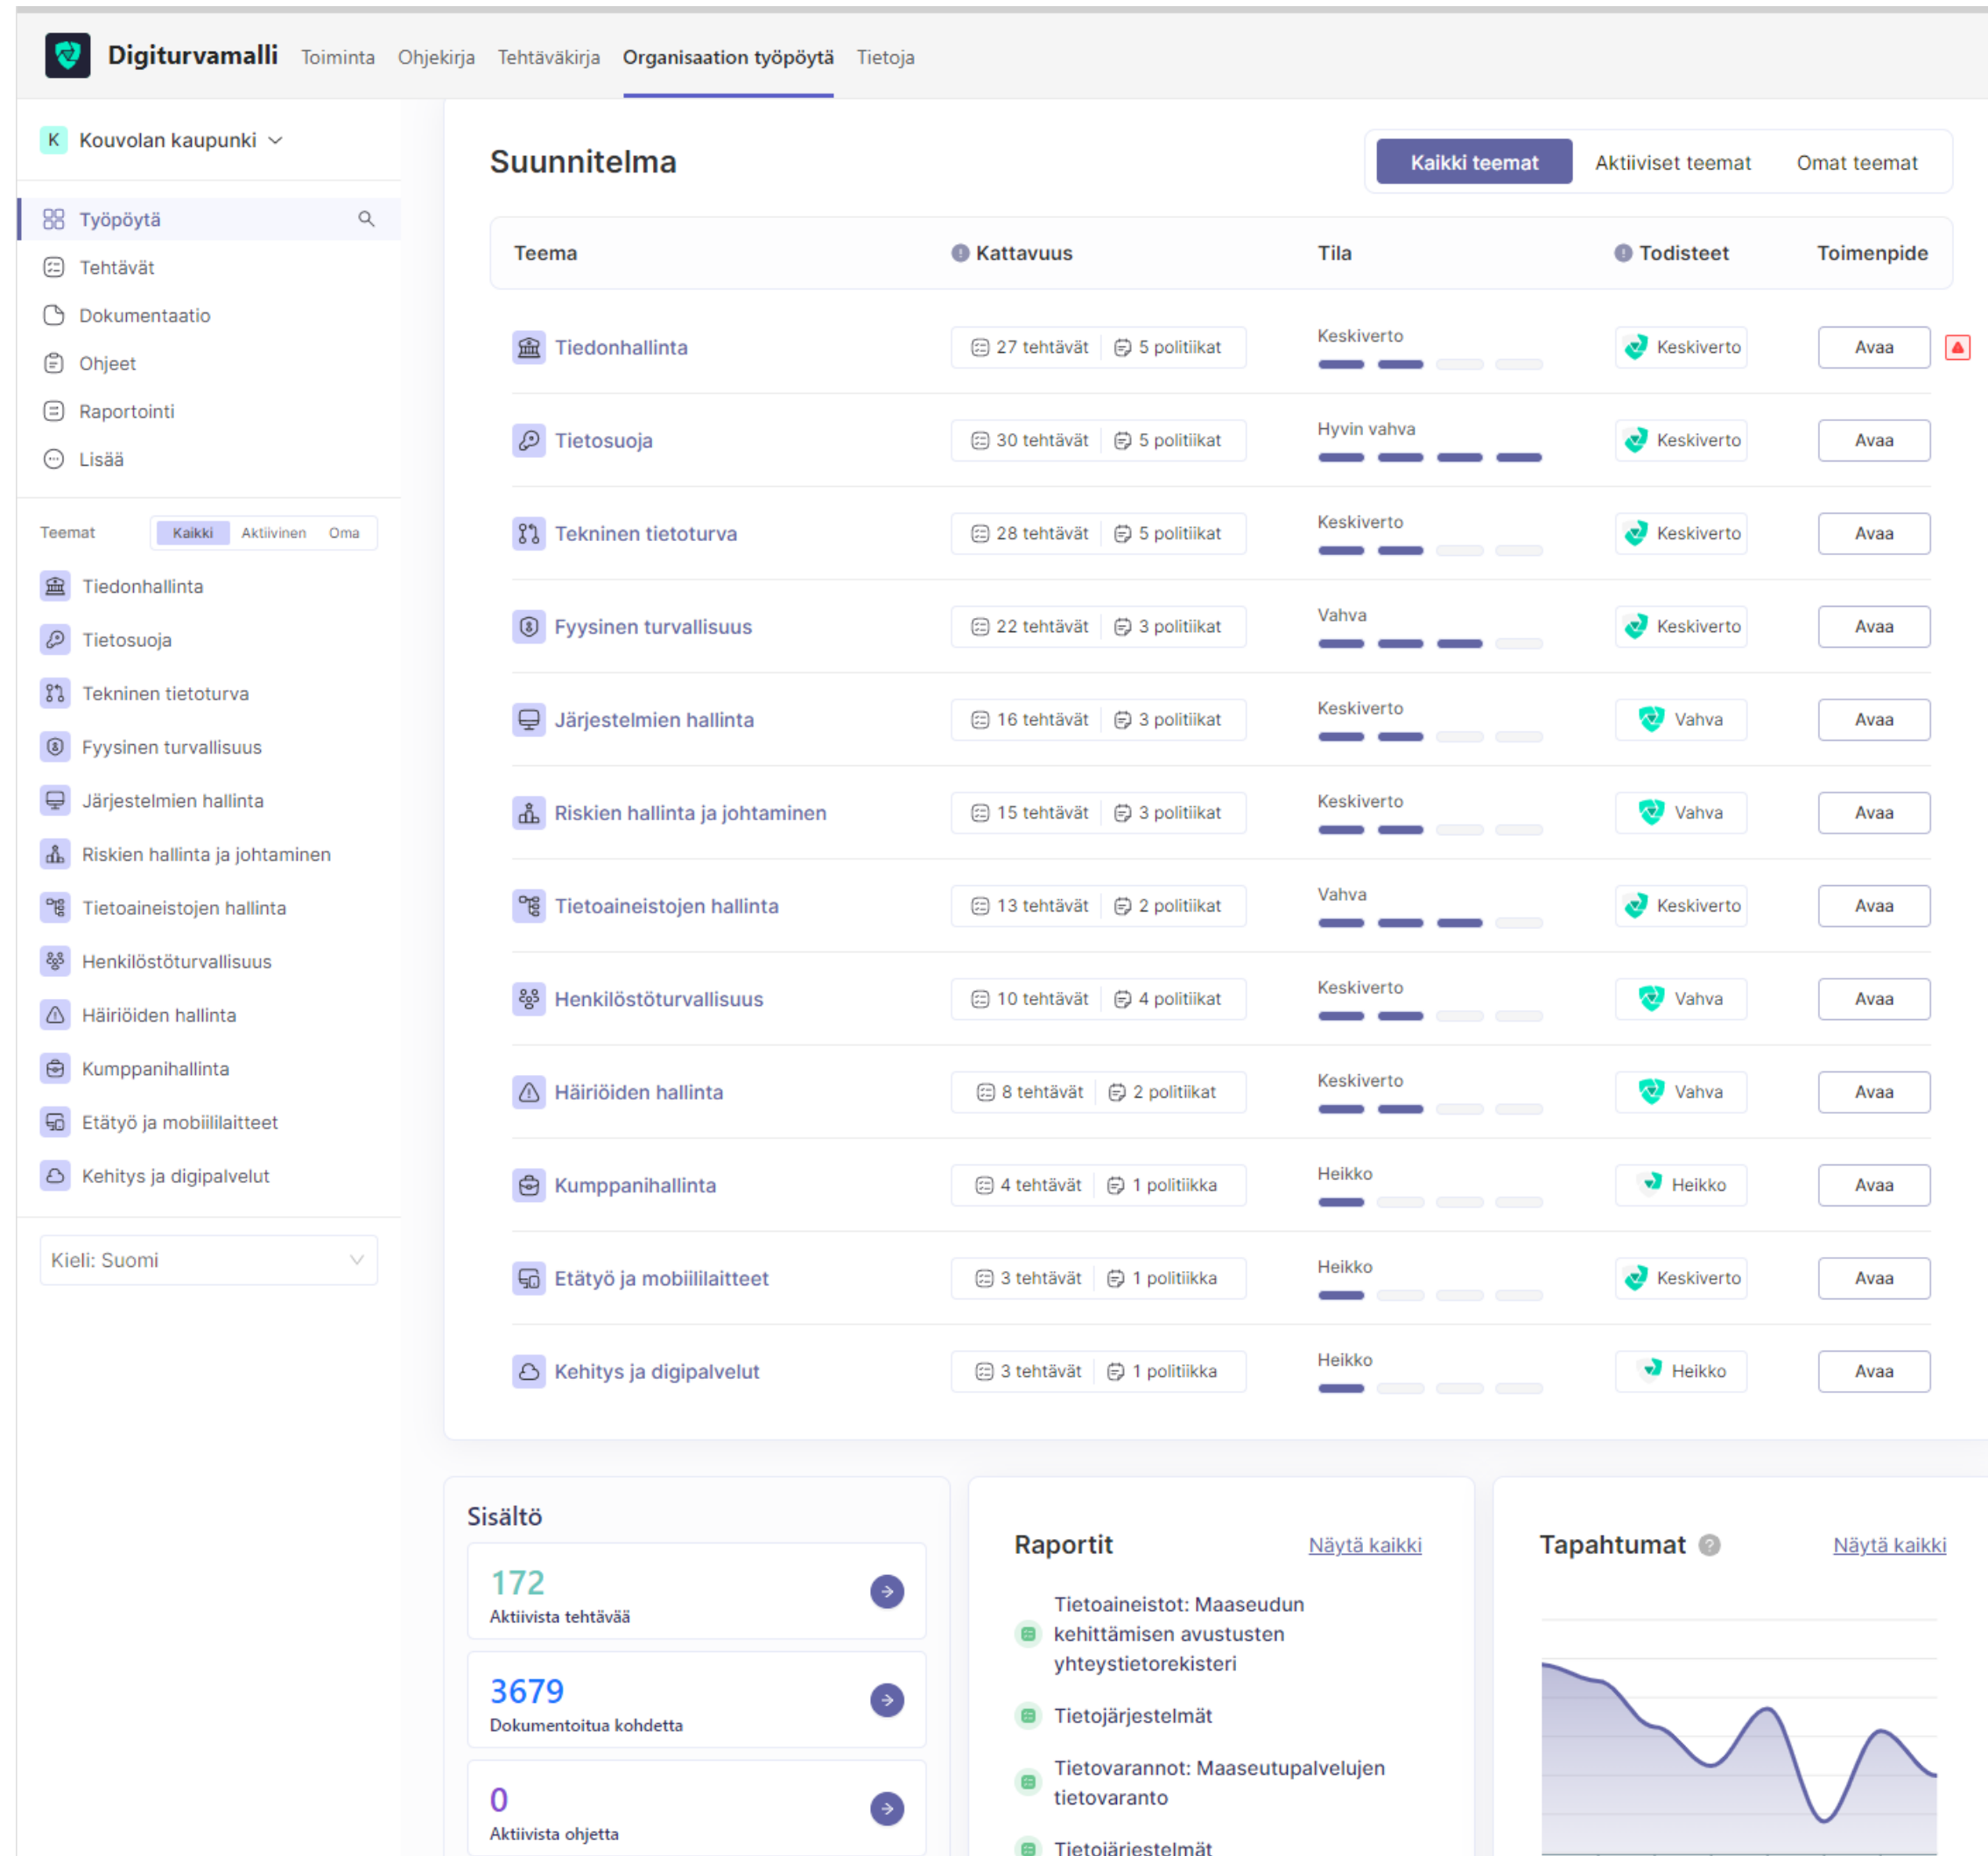 Digiturvamalli Toiminta Ohjekirja Tehtäväkirja Organisaation työpöytä Tietoja
K Kouvolan kaupunki
Työpöytä
Tehtävät
Dokumentaatio
Ohjeet
Raportointi
Lisää
Teemat Kaikki Aktiivinen Oma
Tiedonhallinta
Tietosuoja
Tekninen tietoturva
Fyysinen turvallisuus
Järjestelmien hallinta
Riskien hallinta ja johtaminen
Tietoaineistojen hallinta
Henkilöstöturvallisuus
Häiriöiden hallinta
Kumppanihallinta
Etätyö ja mobiililaitteet
Kehitys ja digipalvelut
Kieli: Suomi
Suunnitelma
Kaikki teemat Aktiiviset teemat Omat teemat
Teema Kattavuus Tila Todisteet Toimenpide
Tiedonhallinta 27 tehtävät 5 politiikat Keskiverto Keskiverto Avaa
Tietosuoja 30 tehtävät 5 politiikat Hyvin vahva Keskiverto Avaa
Tekninen tietoturva 28 tehtävät 5 politiikat Keskiverto Keskiverto Avaa
Fyysinen turvallisuus 22 tehtävät 3 politiikat Vahva Keskiverto Avaa
Järjestelmien hallinta 16 tehtävät 3 politiikat Keskiverto Vahva Avaa
Riskien hallinta ja johtaminen 15 tehtävät 3 politiikat Keskiverto Vahva Avaa
Tietoaineistojen hallinta 13 tehtävät 2 politiikat Vahva Keskiverto Avaa
Henkilöstöturvallisuus 10 tehtävät 4 politiikat Keskiverto Vahva Avaa
Häiriöiden hallinta 8 tehtävät 2 politiikat Keskiverto Vahva Avaa
Kumppanihallinta 4 tehtävät 1 politiikka Heikko Heikko Avaa
Etätyö ja mobiililaitteet 3 tehtävät 1 politiikka Heikko Keskiverto Avaa
Kehitys ja digipalvelut 3 tehtävät 1 politiikka Heikko Heikko Avaa
Sisältö
172
Aktiivista tehtävää
3679
Dokumentoitua kohdetta
0
Aktiivista ohjetta
Raportit Näytä kaikki
Tietoaineistot: Maaseudun
kehittämisen avustusten
yhteystietorekisteri
Tietojärjestelmät
Tietovarannot: Maaseutupalvelujen
tietovaranto
Tietojärjestelmät
Tapahtumat Näytä kaikki